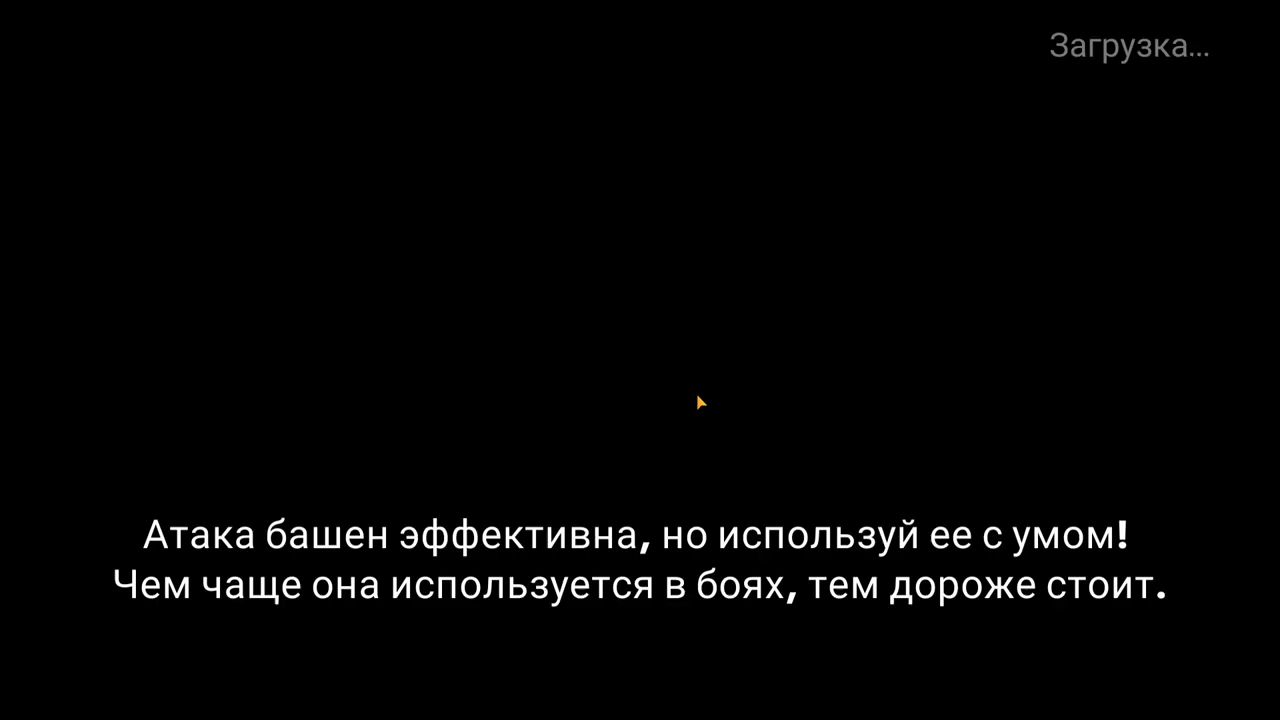 Загрузка...
Атака башен эффективна, но используй ее с умом!
Чем чаще она используется в боях, тем дороже стоит.